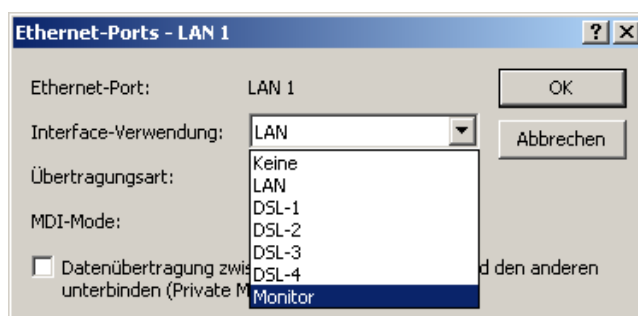 Ethernet-Ports - LAN 1
Ethernet-Port: LAN 1 OK
Interface-Verwendung: LAN Abbrechen
Keine
Übertragungsart: LAN
DSL-1
MDI-Mode: DSL-2
DSL-3
Datenübertragung DSL-4 d den anderen
unterbinden (Private Monitor